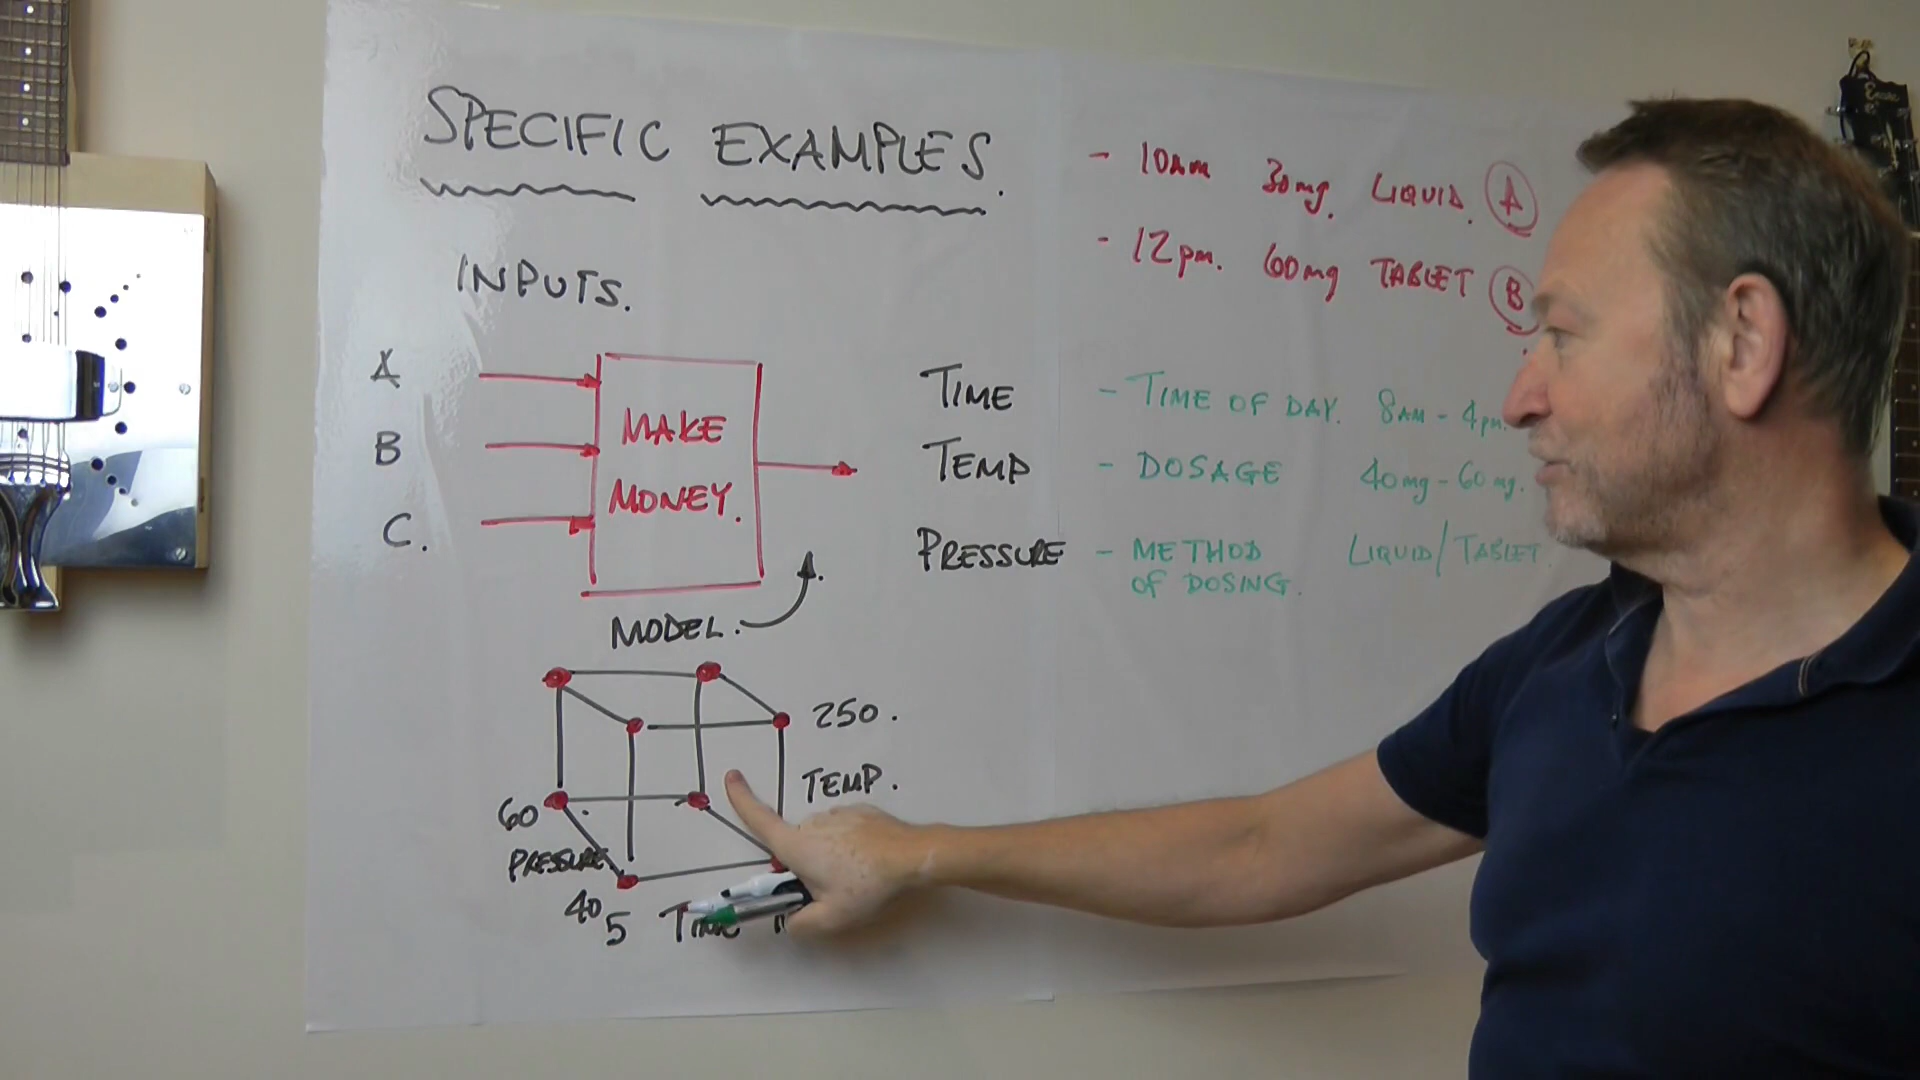 SPECIFIC EXAMPLES.
INPUTS.
A
B
C.
MAKE
MONEY.
MODEL.
- 10AM 30mg. LIQUID. A
- 12pm. 60mg TABLET B
TIME - TIME OF DAY. 8AM - 4pm.
TEMP - DOSAGE 40mg - 60mg.
PRESSURE - METHOD OF DOSING. LIQUID/TABLET
250.
TEMP.
60
PRESSURE.
40
5 TIME